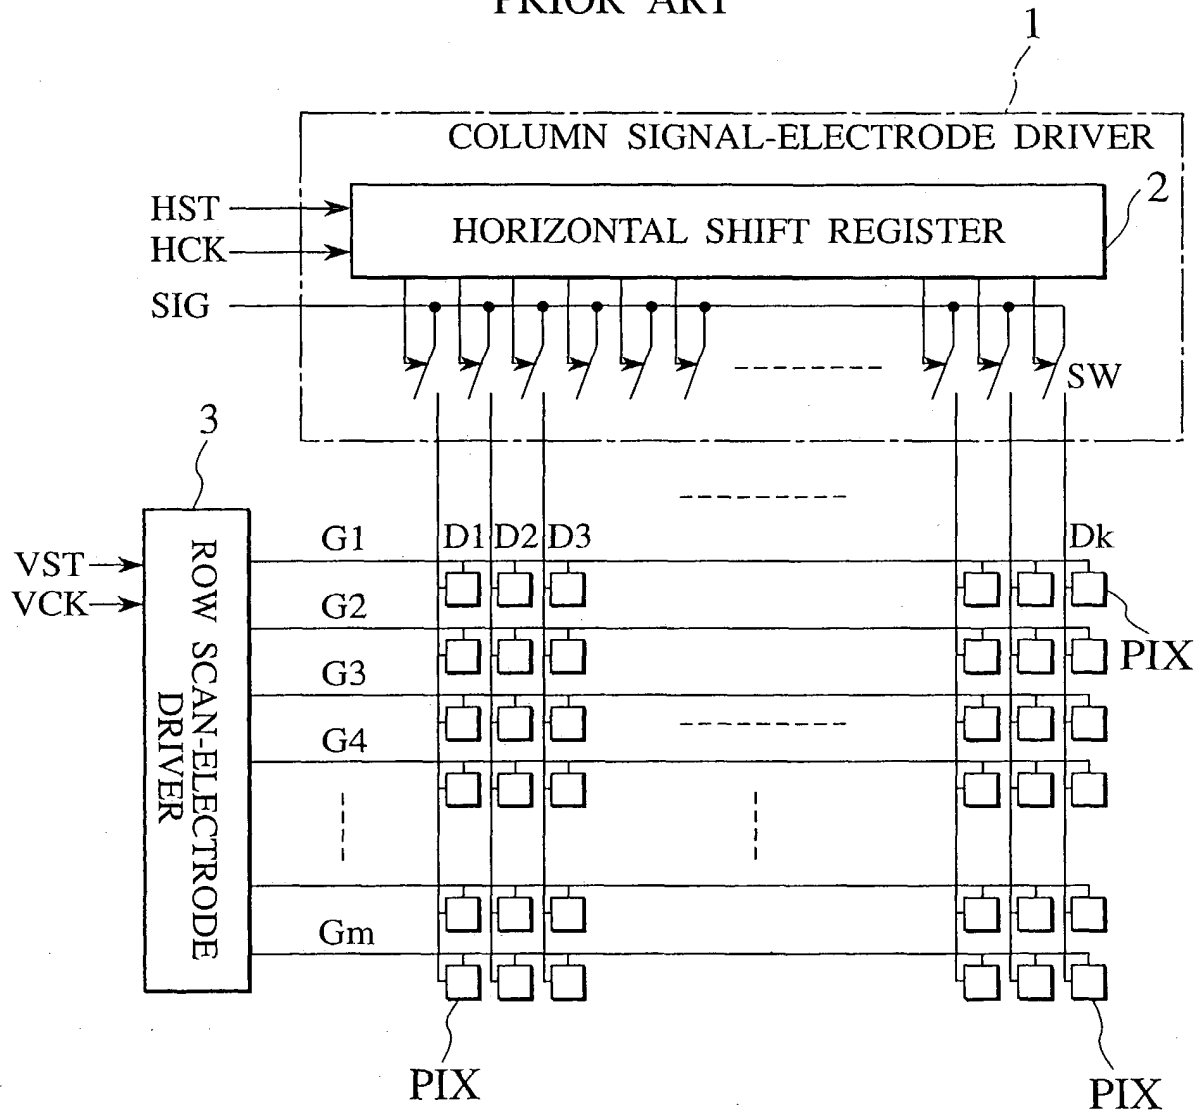 PRIOR ART
1
COLUMN SIGNAL-ELECTRODE DRIVER
2
HST
HORIZONTAL SHIFT REGISTER
HCK
SIG
SW
3
G1 D1 D2 D3 Dk
VST
VCK
ROW SCAN-ELECTRODE
DRIVER
G2
PIX
G3
G4
Gm
PIX
PIX